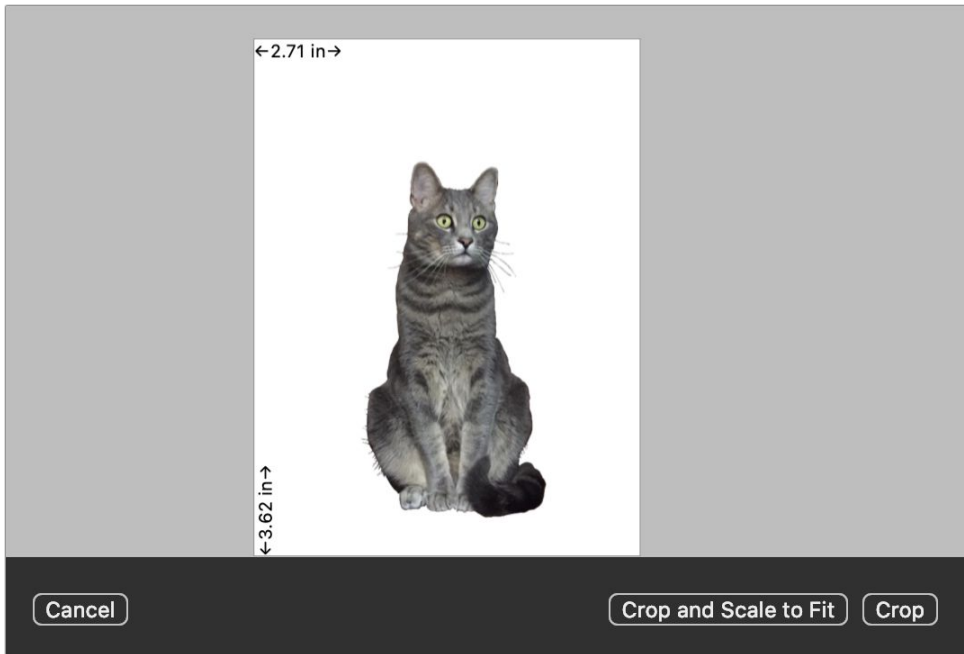 ←2.71 in→
←3.62 in→
Cancel
Crop and Scale to Fit
Crop